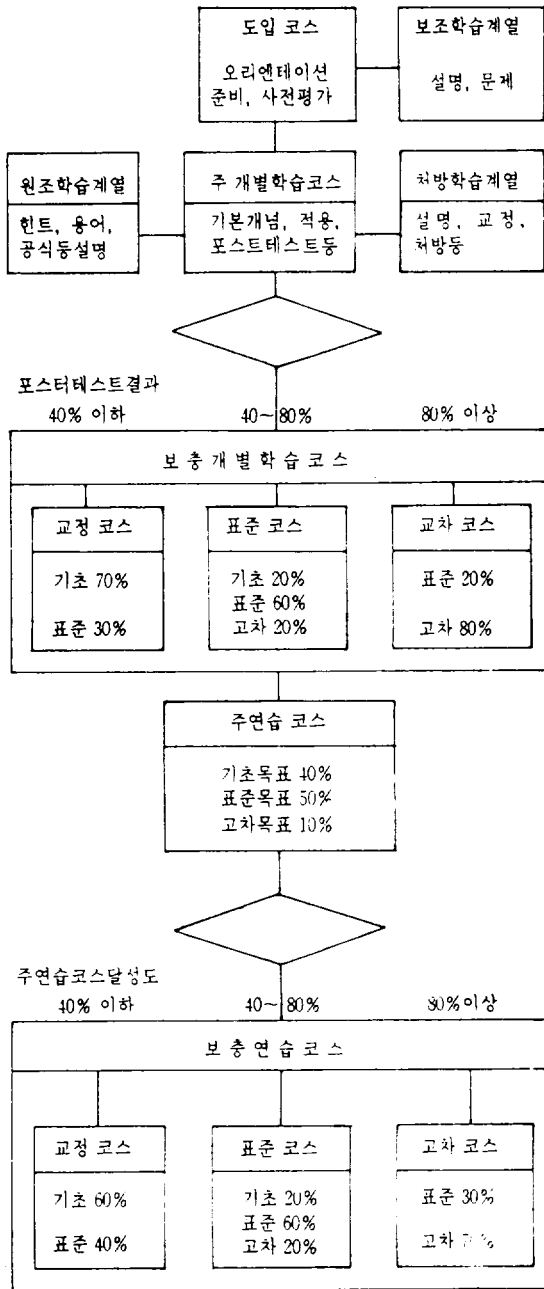 도입 코스
오리엔테이션
준비, 사전평가
보조학습계열
설명, 문제
원조학습계열
힌트, 용어,
공식등설명
주 개별학습코스
기본개념, 적용,
포스트테스트등
처방학습계열
설명, 교정,
처방등
포스터테스트결과
40% 이하
40~80%
80% 이상
보충개별학습코스
교정 코스
기초 70%
표준 30%
표준 코스
기초 20%
표준 60%
고차 20%
교차 코스
표준 20%
고차 80%
주연습 코스
기초목표 40%
표준목표 50%
고차목표 10%
주연습코스달성도
40% 이하
40~80%
80%이상
보충연습코스
교정 코스
기초 60%
표준 40%
표준 코스
기초 20%
표준 60%
고차 20%
고차 코스
표준 30%
고차 70%